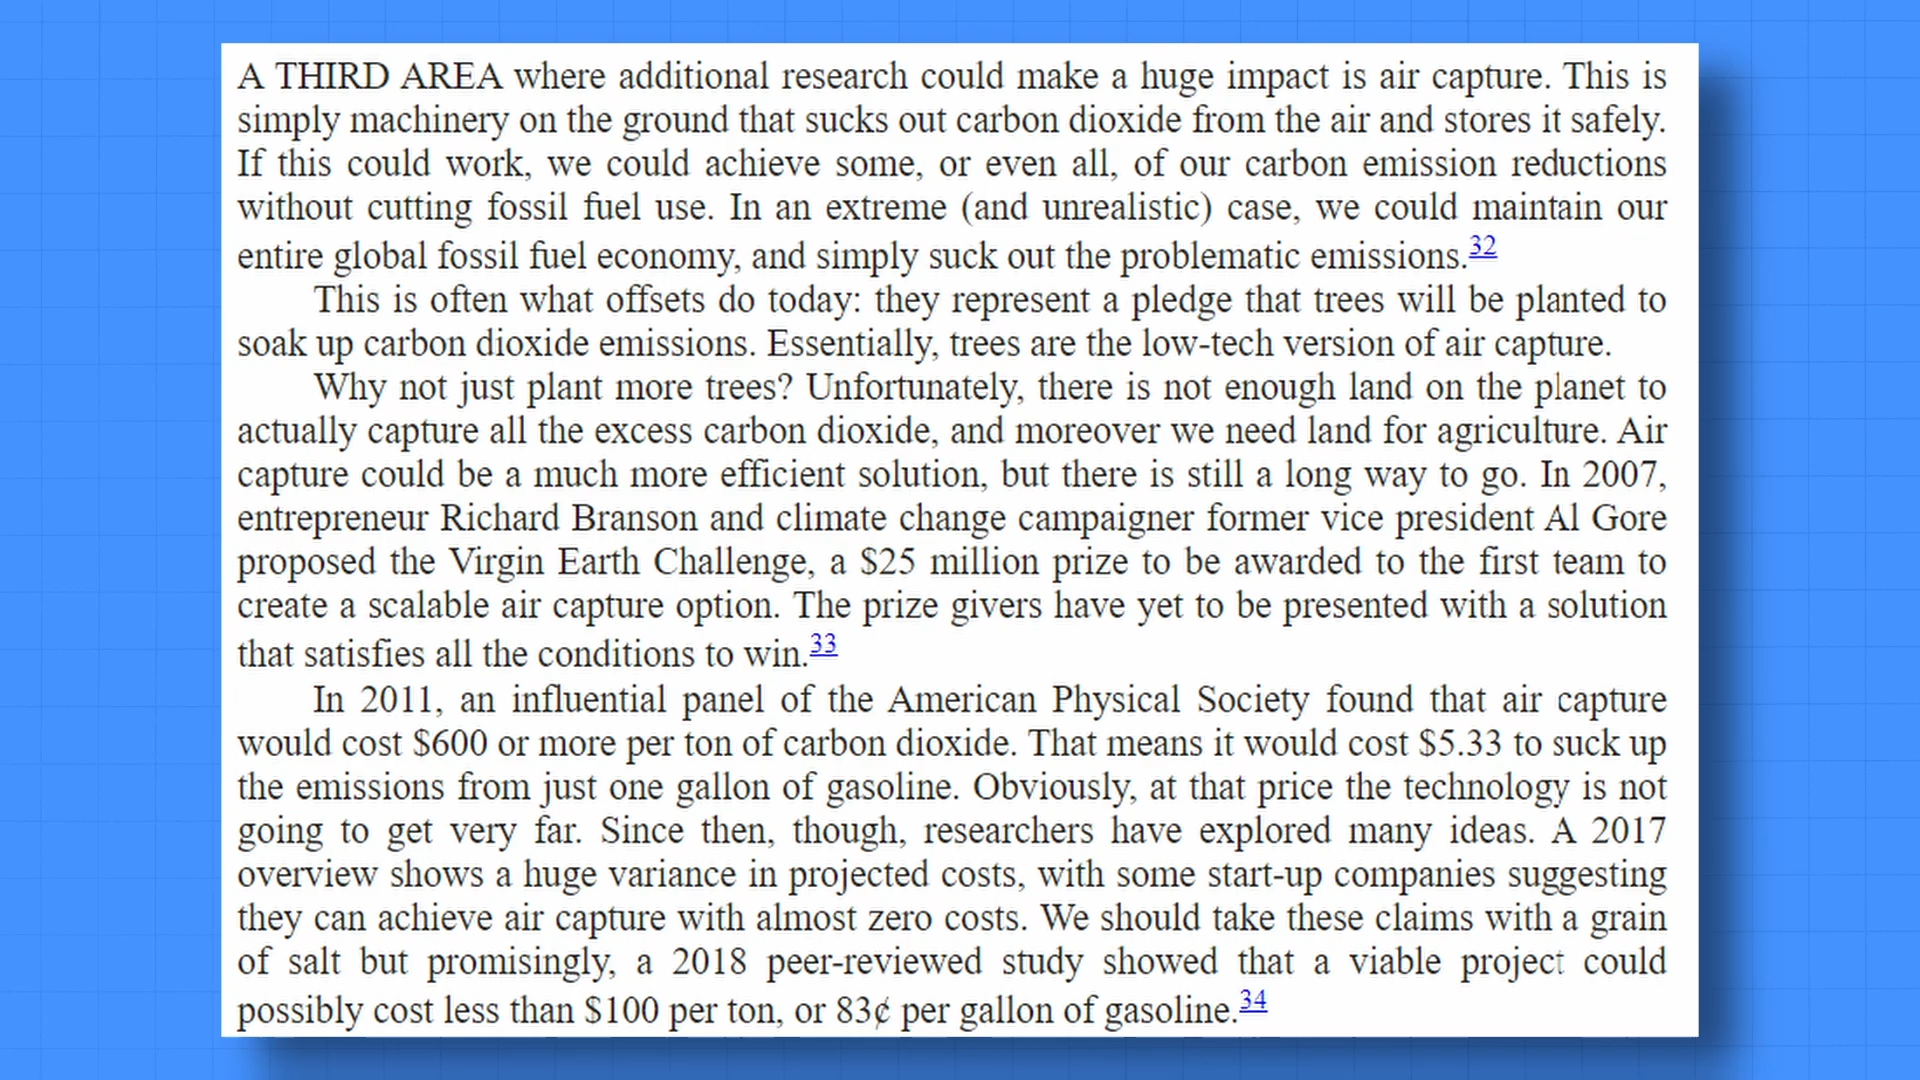 A THIRD AREA where additional research could make a huge impact is air capture. This is
simply machinery on the ground that sucks out carbon dioxide from the air and stores it safely.
If this could work, we could achieve some, or even all, of our carbon emission reductions
without cutting fossil fuel use. In an extreme (and unrealistic) case, we could maintain our
entire global fossil fuel economy, and simply suck out the problematic emissions.32
This is often what offsets do today: they represent a pledge that trees will be planted to
soak up carbon dioxide emissions. Essentially, trees are the low-tech version of air capture.
Why not just plant more trees? Unfortunately, there is not enough land on the planet to
actually capture all the excess carbon dioxide, and moreover we need land for agriculture. Air
capture could be a much more efficient solution, but there is still a long way to go. In 2007,
entrepreneur Richard Branson and climate change campaigner former vice president Al Gore
proposed the Virgin Earth Challenge, a $25 million prize to be awarded to the first team to
create a scalable air capture option. The prize givers have yet to be presented with a solution
that satisfies all the conditions to win.33
In 2011, an influential panel of the American Physical Society found that air capture
would cost $600 or more per ton of carbon dioxide. That means it would cost $5.33 to suck up
the emissions from just one gallon of gasoline. Obviously, at that price the technology is not
going to get very far. Since then, though, researchers have explored many ideas. A 2017
overview shows a huge variance in projected costs, with some start-up companies suggesting
they can achieve air capture with almost zero costs. We should take these claims with a grain
of salt but promisingly, a 2018 peer-reviewed study showed that a viable project could
possibly cost less than $100 per ton, or 83¢ per gallon of gasoline.34